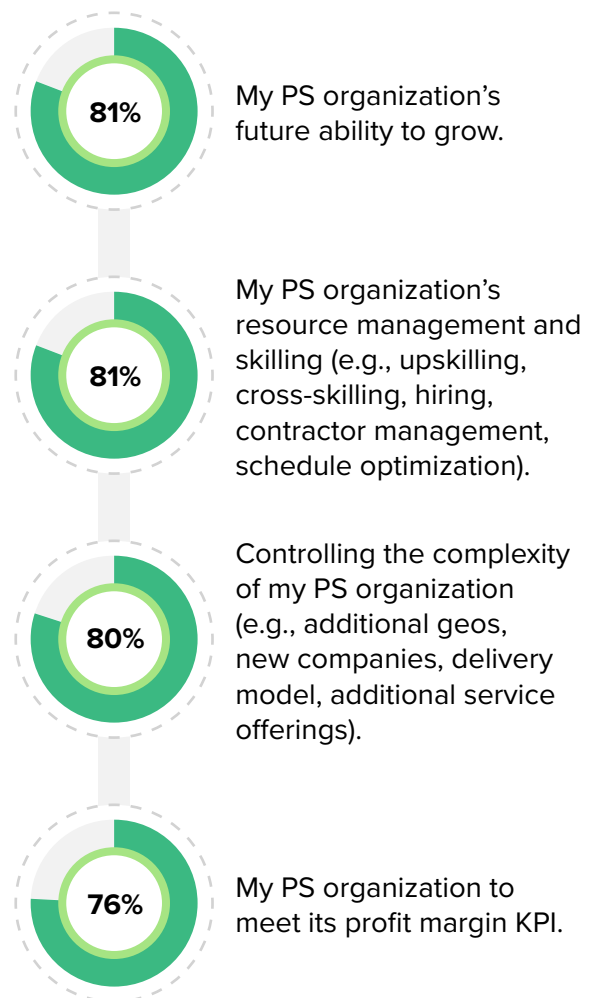 81%
My PS organization’s
future ability to grow.
81%
My PS organization’s
resource management and
skilling (e.g., upskilling,
cross-skilling, hiring,
contractor management,
schedule optimization).
80%
Controlling the complexity
of my PS organization
(e.g., additional geos,
new companies, delivery
model, additional service
offerings).
76%
My PS organization to
meet its profit margin KPI.